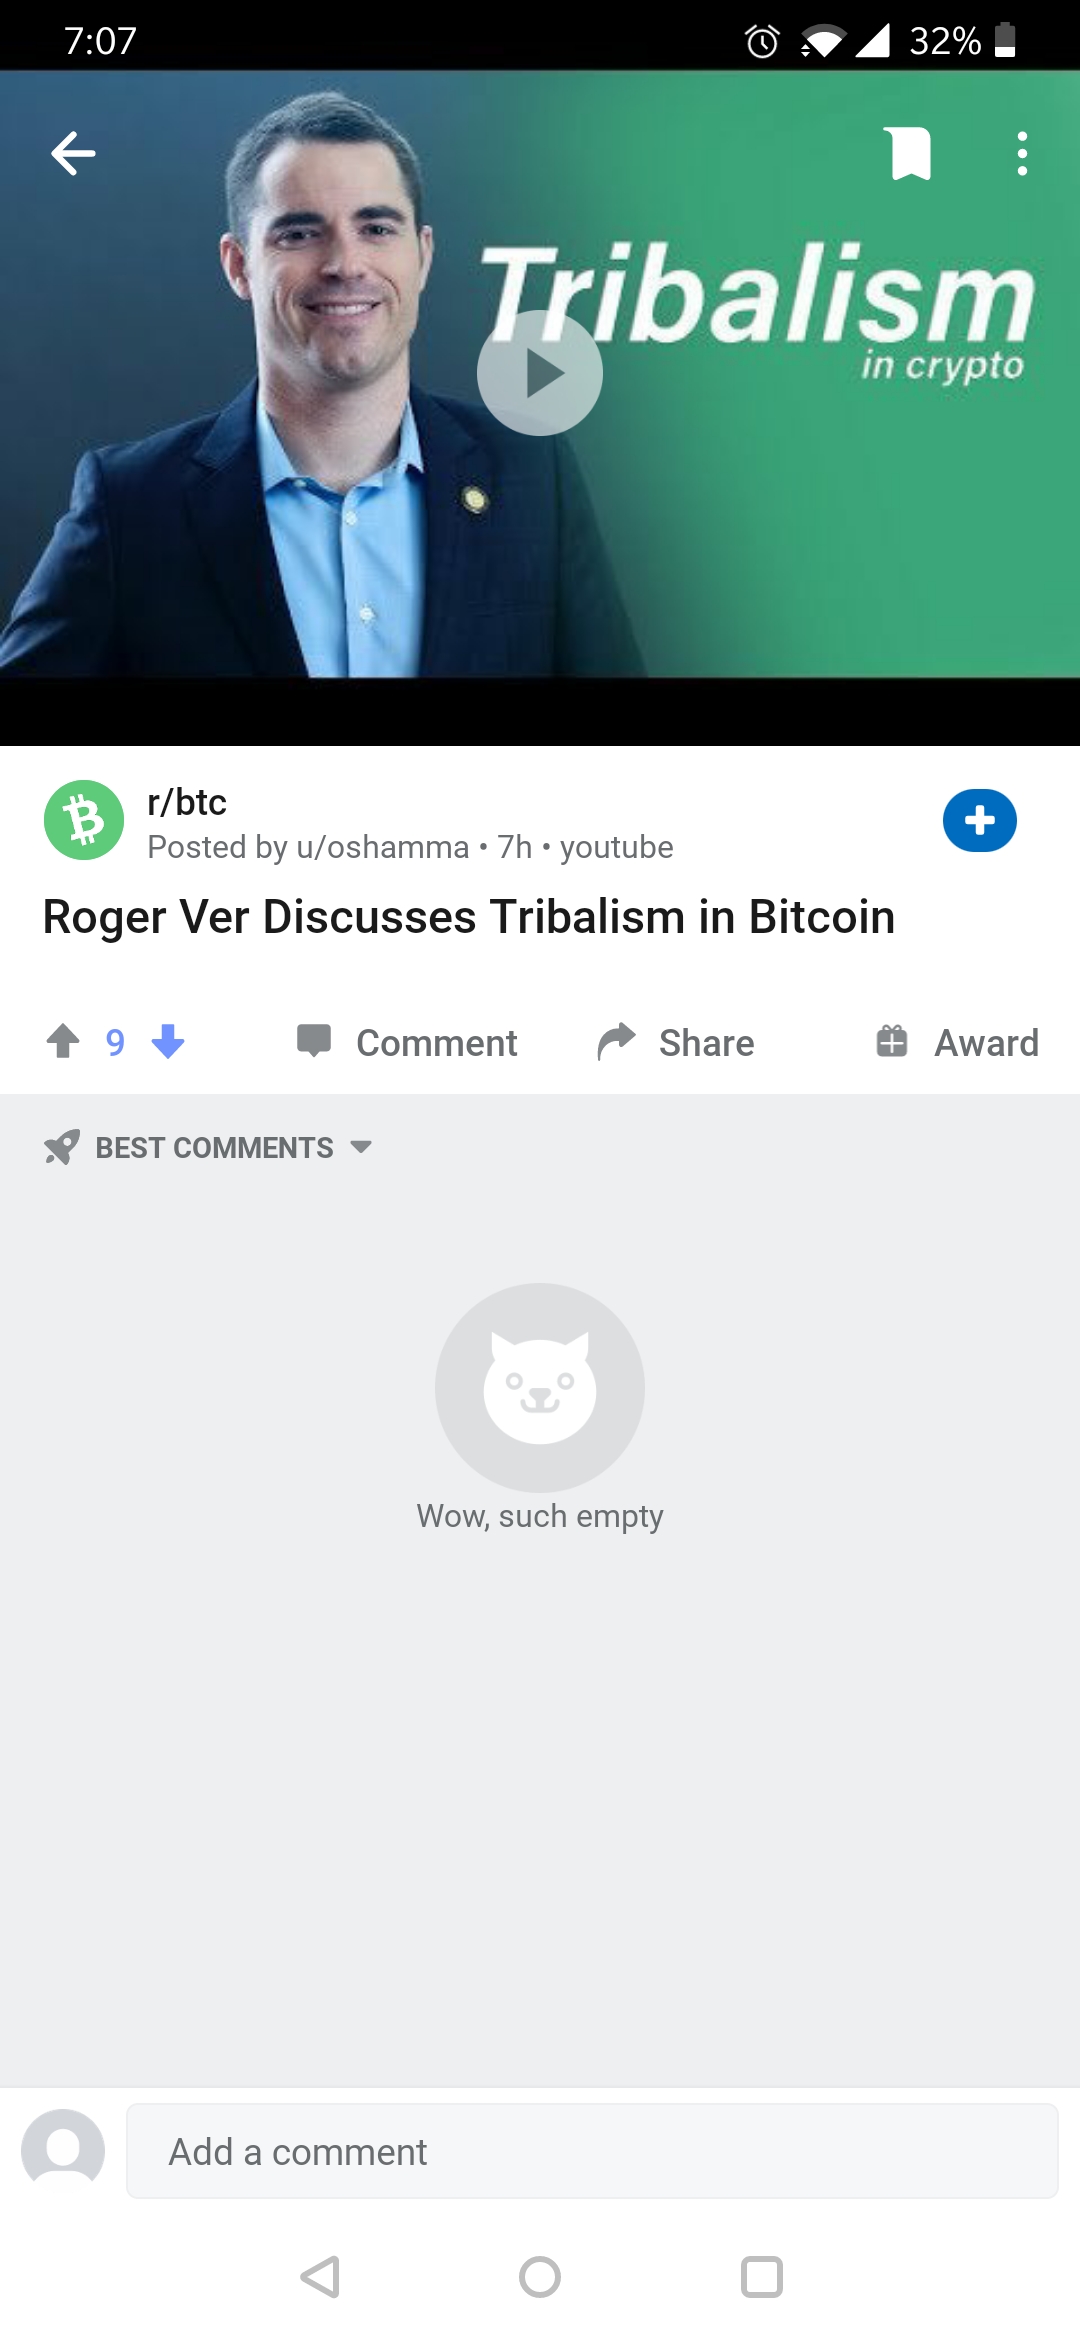 7:07
32%
Tribalism
in crypto
r/btc
Posted by u/oshamma • 7h • youtube
Roger Ver Discusses Tribalism in Bitcoin
9
Comment
Share
Award
BEST COMMENTS
Wow, such empty
Add a comment